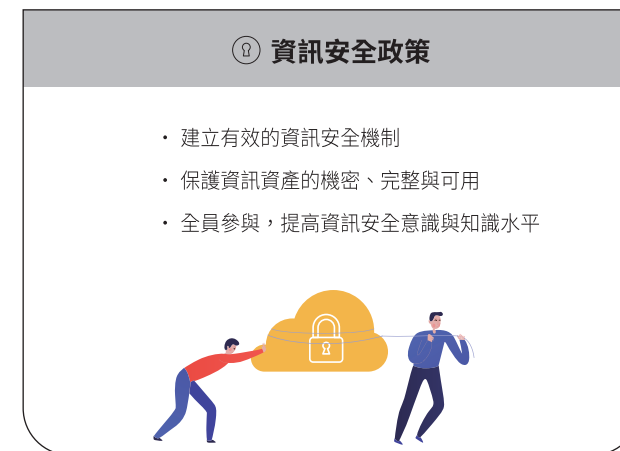 資訊安全政策
・ 建立有效的資訊安全機制
・ 保護資訊資產的機密、完整與可用
・ 全員參與，提高資訊安全意識與知識水平